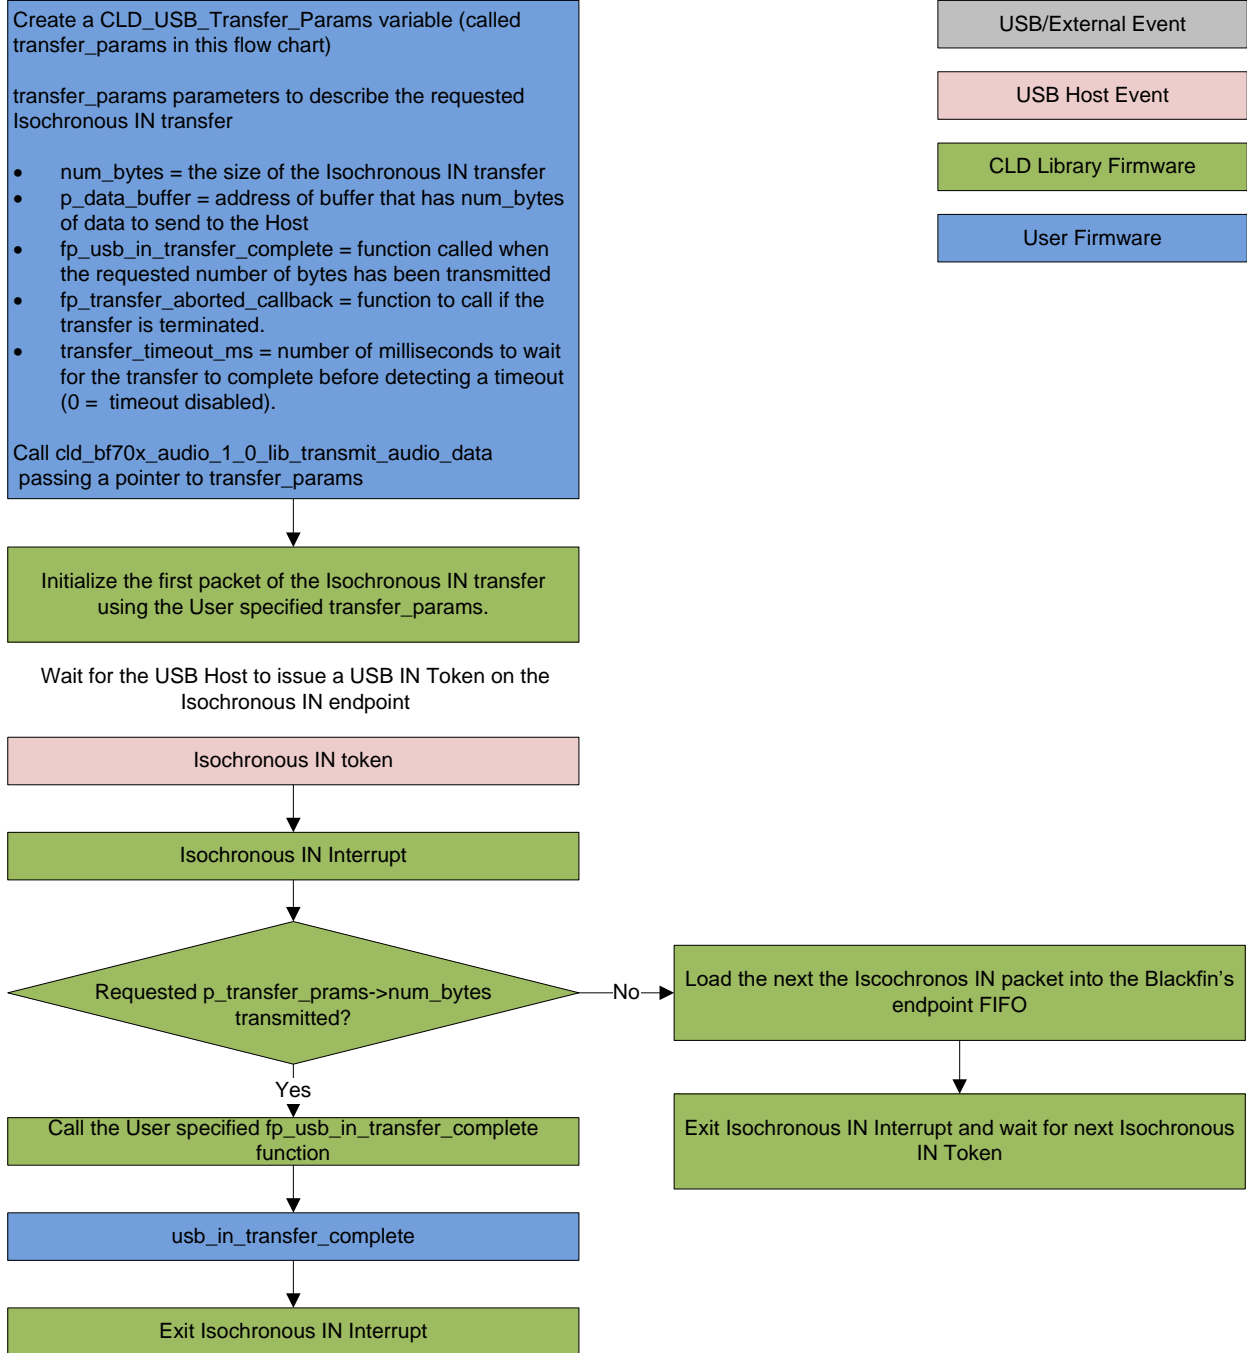 Create a CLD_USB_Transfer_Params variable (called
transfer_params in this flow chart)
transfer_params parameters to describe the requested
Isochronous IN transfer
• num_bytes = the size of the Isochronous IN transfer
• p_data_buffer = address of buffer that has num_bytes
of data to send to the Host
• fp_usb_in_transfer_complete = function called when
the requested number of bytes has been transmitted
• fp_transfer_aborted_callback = function to call if the
transfer is terminated.
• transfer_timeout_ms = number of milliseconds to wait
for the transfer to complete before detecting a timeout
(0 =  timeout disabled).
Call cld_bf70x_audio_1_0_lib_transmit_audio_data
passing a pointer to transfer_params
USB/External Event
USB Host Event
CLD Library Firmware
User Firmware
Initialize the first packet of the Isochronous IN transfer
using the User specified transfer_params.
Wait for the USB Host to issue a USB IN Token on the
Isochronous IN endpoint
Isochronous IN token
Isochronous IN Interrupt
Requested p_transfer_prams->num_bytes
transmitted?
No
Load the next the Iscochronos IN packet into the Blackfin’s
endpoint FIFO
Exit Isochronous IN Interrupt and wait for next Isochronous
IN Token
Yes
Call the User specified fp_usb_in_transfer_complete
function
usb_in_transfer_complete
Exit Isochronous IN Interrupt